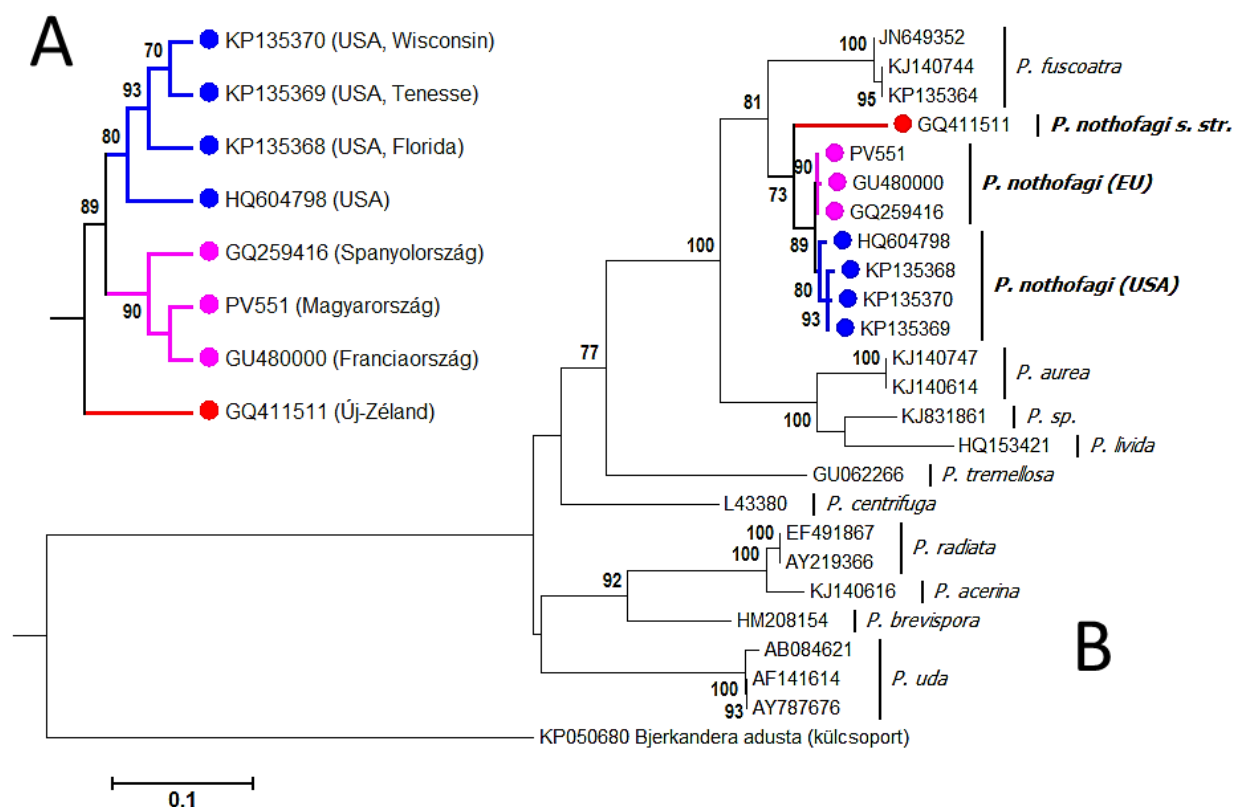 A
70
KP135370 (USA, Wisconsin)
93
KP135369 (USA, Tenesse)
80
KP135368 (USA, Florida)
HQ604798 (USA)
89
GQ259416 (Spanyolország)
90
PV551 (Magyarország)
GU480000 (Franciaország)
GQ411511 (Új-Zéland)
100
JN649352
KJ140744
P. fuscoatra
95
KP135364
81
GQ411511
P. nothofagi s. str.
90
PV551
73
GU480000
P. nothofagi (EU)
GQ259416
100
89
HQ604798
KP135368
80
KP135370
P. nothofagi (USA)
93
KP135369
77
100
KJ140747
P. aurea
KJ140614
100
KJ831861
P. sp.
HQ153421
P. livida
GU062266
P. tremellosa
L43380
P. centrifuga
100
EF491867
P. radiata
100
AY219366
92
KJ140616
P. acerina
HM208154
P. brevispora
B
AB084621
100
AF141614
P. uda
93
AY787676
KP050680 Bjerkandera adusta (külcsoport)
0.1